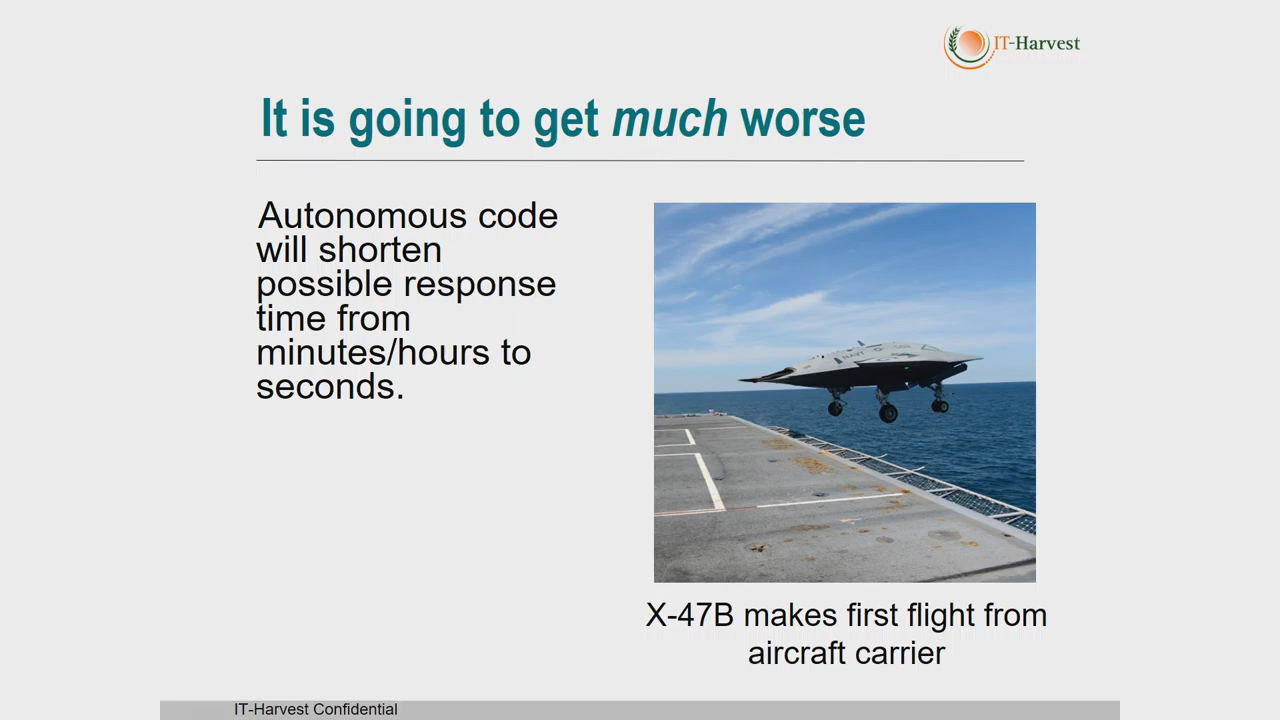 IT-Harvest
It is going to get much worse
Autonomous code
will shorten
possible response
time from
minutes/hours to
seconds.
NAVY
X-47B makes first flight from
aircraft carrier
IT-Harvest Confidential